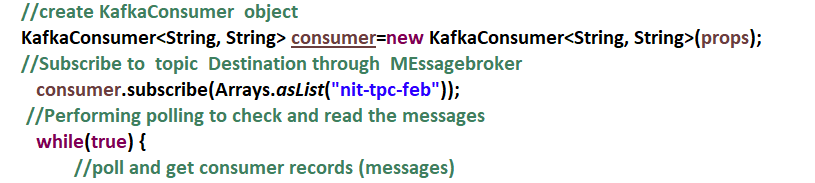 //create KafkaConsumer  object
KafkaConsumer<String, String> consumer=new KafkaConsumer<String, String>(props);
//Subscribe to  topic  Destination through  MEssagebroker
consumer.subscribe(Arrays.asList("nit-tpc-feb"));
//Performing polling to check and read the messages
while(true) {
//poll and get consumer records (messages)